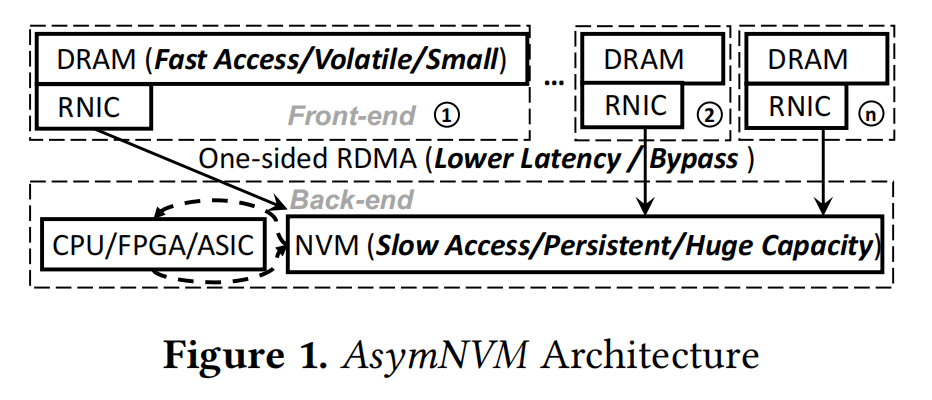 DRAM (Fast Access/Volatile/Small) ... DRAM DRAM
RNIC Front-end 1 RNIC 2 RNIC n
One-sided RDMA (Lower Latency / Bypass )
Back-end
CPU/FPGA/ASIC NVM (Slow Access/Persistent/Huge Capacity)
Figure 1. AsymNVM Architecture